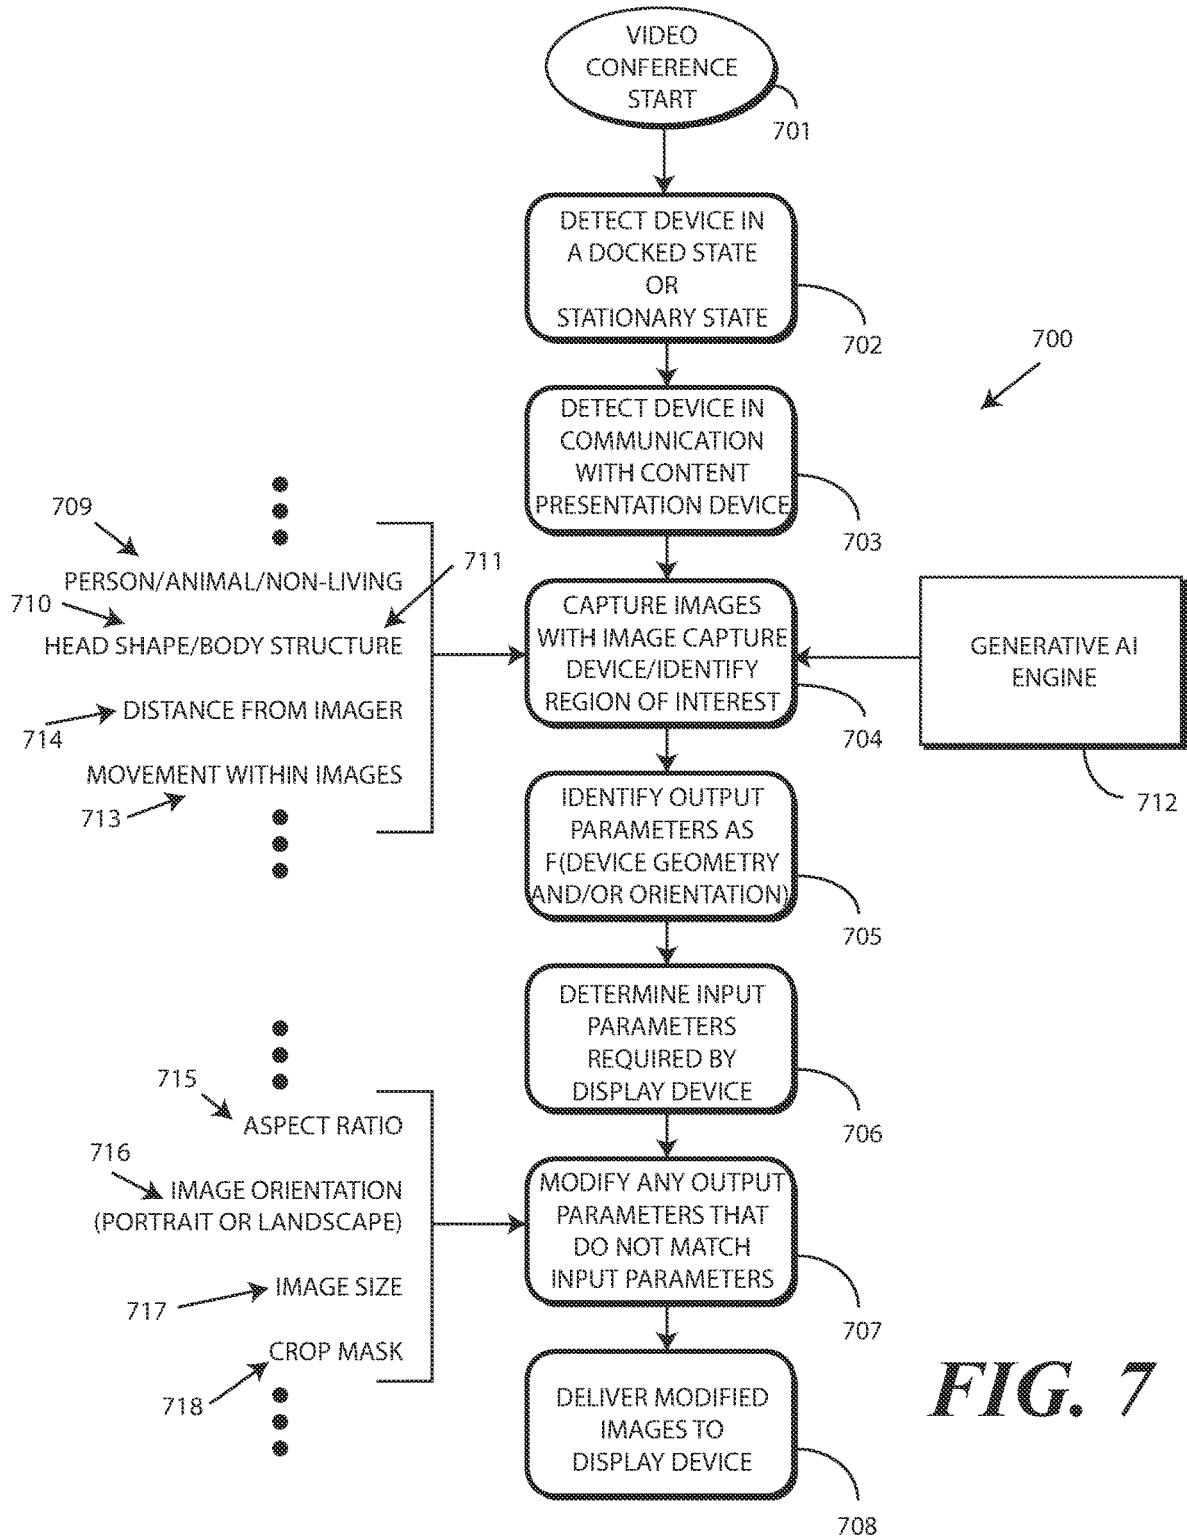 VIDEO
CONFERENCE
START
701
DETECT DEVICE IN
A DOCKED STATE
OR
STATIONARY STATE
702
700
DETECT DEVICE IN
COMMUNICATION
WITH CONTENT
PRESENTATION DEVICE
703
709
PERSON/ANIMAL/NON-LIVING
711
710
HEAD SHAPE/BODY STRUCTURE
DISTANCE FROM IMAGER
714
MOVEMENT WITHIN IMAGES
713
CAPTURE IMAGES
WITH IMAGE CAPTURE
DEVICE/IDENTIFY
REGION OF INTEREST
704
GENERATIVE AI
ENGINE
712
IDENTIFY OUTPUT
PARAMETERS AS
F(DEVICE GEOMETRY
AND/OR ORIENTATION)
705
DETERMINE INPUT
PARAMETERS
REQUIRED BY
DISPLAY DEVICE
706
715
ASPECT RATIO
716
IMAGE ORIENTATION
(PORTRAIT OR LANDSCAPE)
IMAGE SIZE
717
CROP MASK
718
MODIFY ANY OUTPUT
PARAMETERS THAT
DO NOT MATCH
INPUT PARAMETERS
707
DELIVER MODIFIED
IMAGES TO
DISPLAY DEVICE
708
FIG. 7